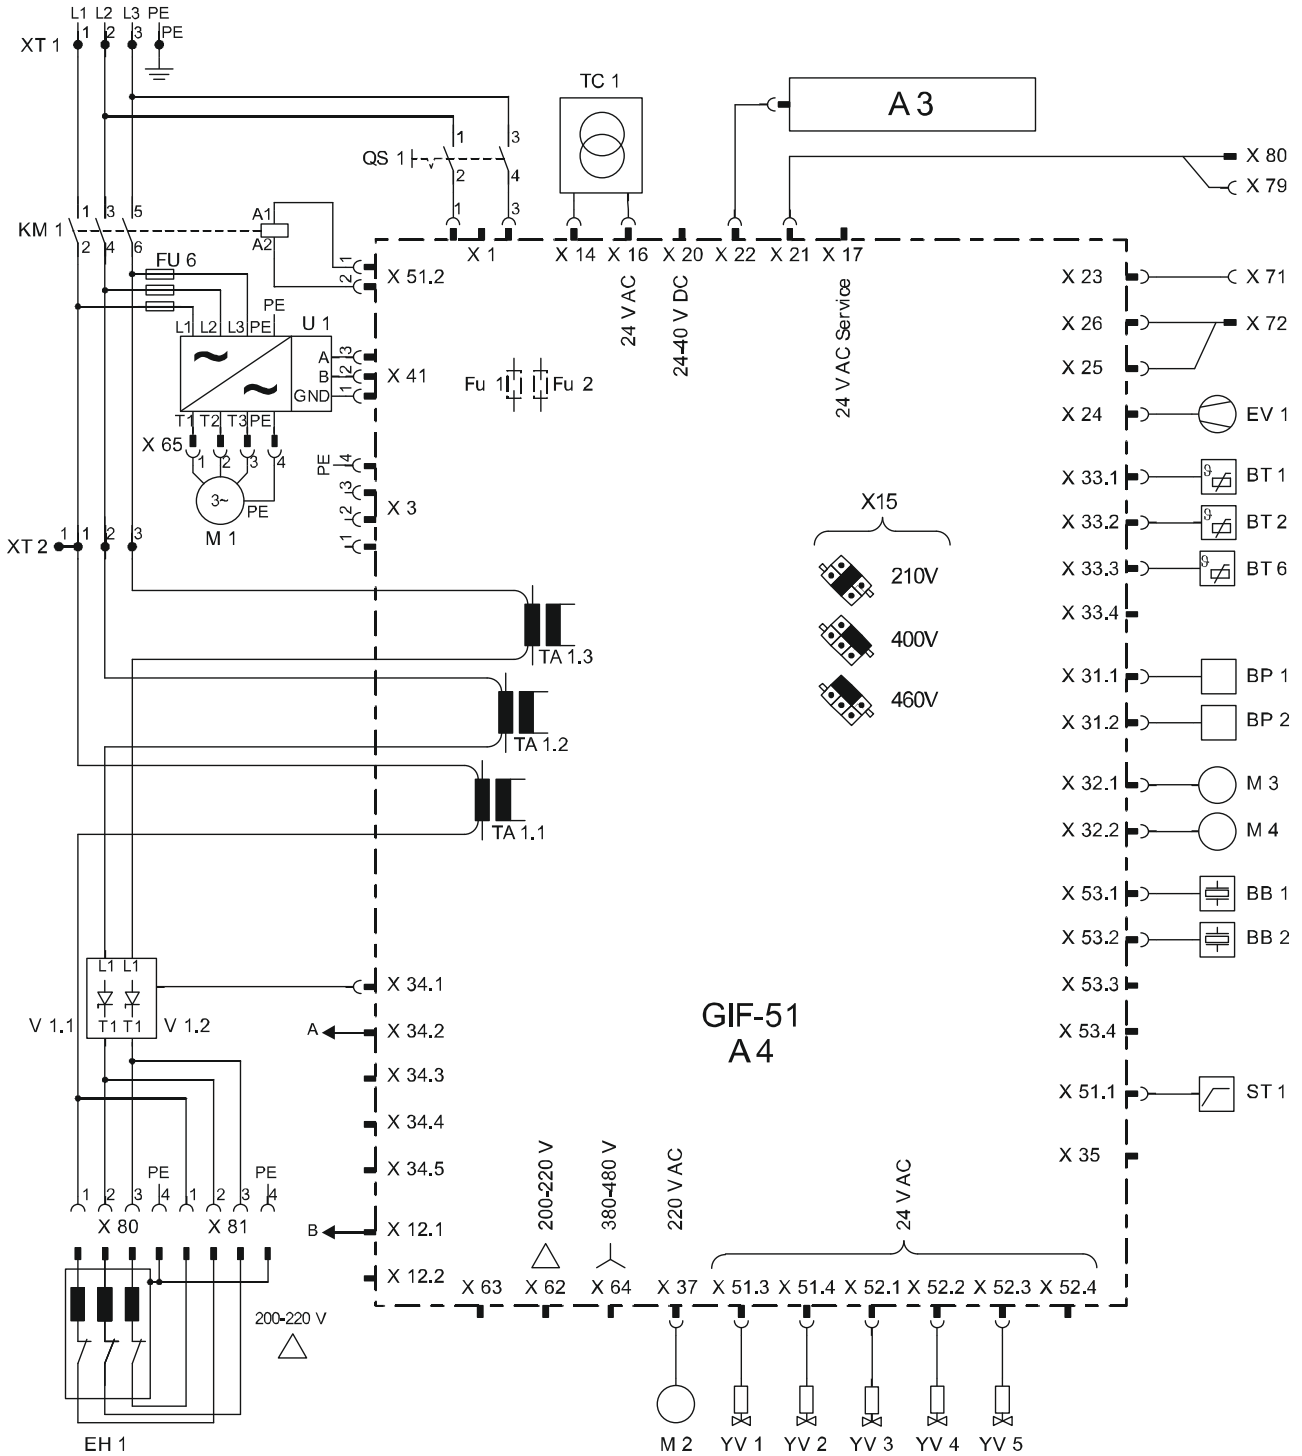 L1 L2 L3 PE
1 2 3 PE
XT 1
TC 1
A 3
1 3
QS 1
2 4
X 80
X 79
1 3 5
KM 1
2 4 6
A1
A2
1 3
1
2
X 51.2
X 1 X 14 X 16 X 20 X 22 X 21 X 17
24 V AC
24-40 V DC
24 V AC Service
X 23 X 71
X 26 X 72
X 25
X 24 EV 1
FU 6
PE
L1 L2 L3 PE
U 1
~
~
A 3
B 2
GND 1
X 41
Fu 1 Fu 2
T1 T2 T3 PE
X 65
1 2 3 4
3~
PE
M 1
PE 4
3
2
1
X 3
X 33.1 ϑ BT 1
X 33.2 ϑ BT 2
X 33.3 ϑ BT 6
X 33.4
X15
210V
400V
460V
XT 2
1 1 2 3
TA 1.3
TA 1.2
TA 1.1
X 31.1 BP 1
X 31.2 BP 2
X 32.1 M 3
X 32.2 M 4
X 53.1 BB 1
X 53.2 BB 2
X 53.3
X 53.4
X 51.1 ST 1
X 35
L1 L1
V 1.1 T1 T1 V 1.2
X 34.1
A X 34.2
X 34.3
X 34.4
X 34.5
B X 12.1
X 12.2
GIF-51
A 4
PE PE
1 2 3 4 1 2 3 4
X 80 X 81
200-220 V
EH 1
200-220 V
380-480 V
220 V AC
24 V AC
X 63 X 62 X 64 X 37 X 51.3 X 51.4 X 52.1 X 52.2 X 52.3 X 52.4
M 2 YV 1 YV 2 YV 3 YV 4 YV 5